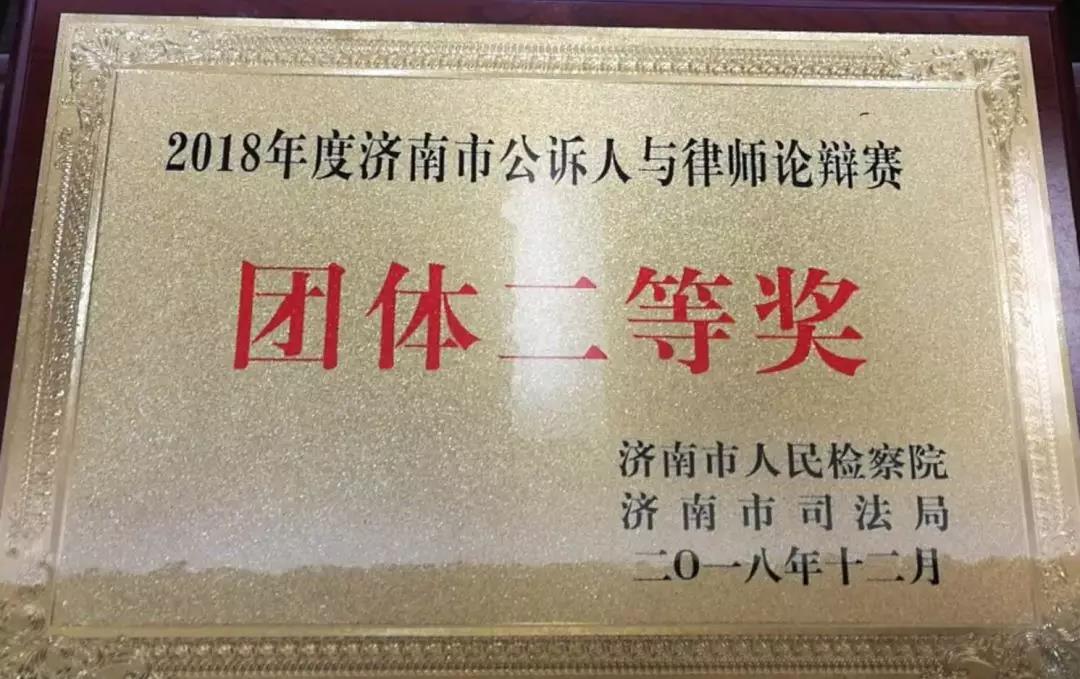 2018年度济南市公诉人与律师论辩赛
团体二等奖
济南市人民检察院
济南市司法局
二〇一八年十二月